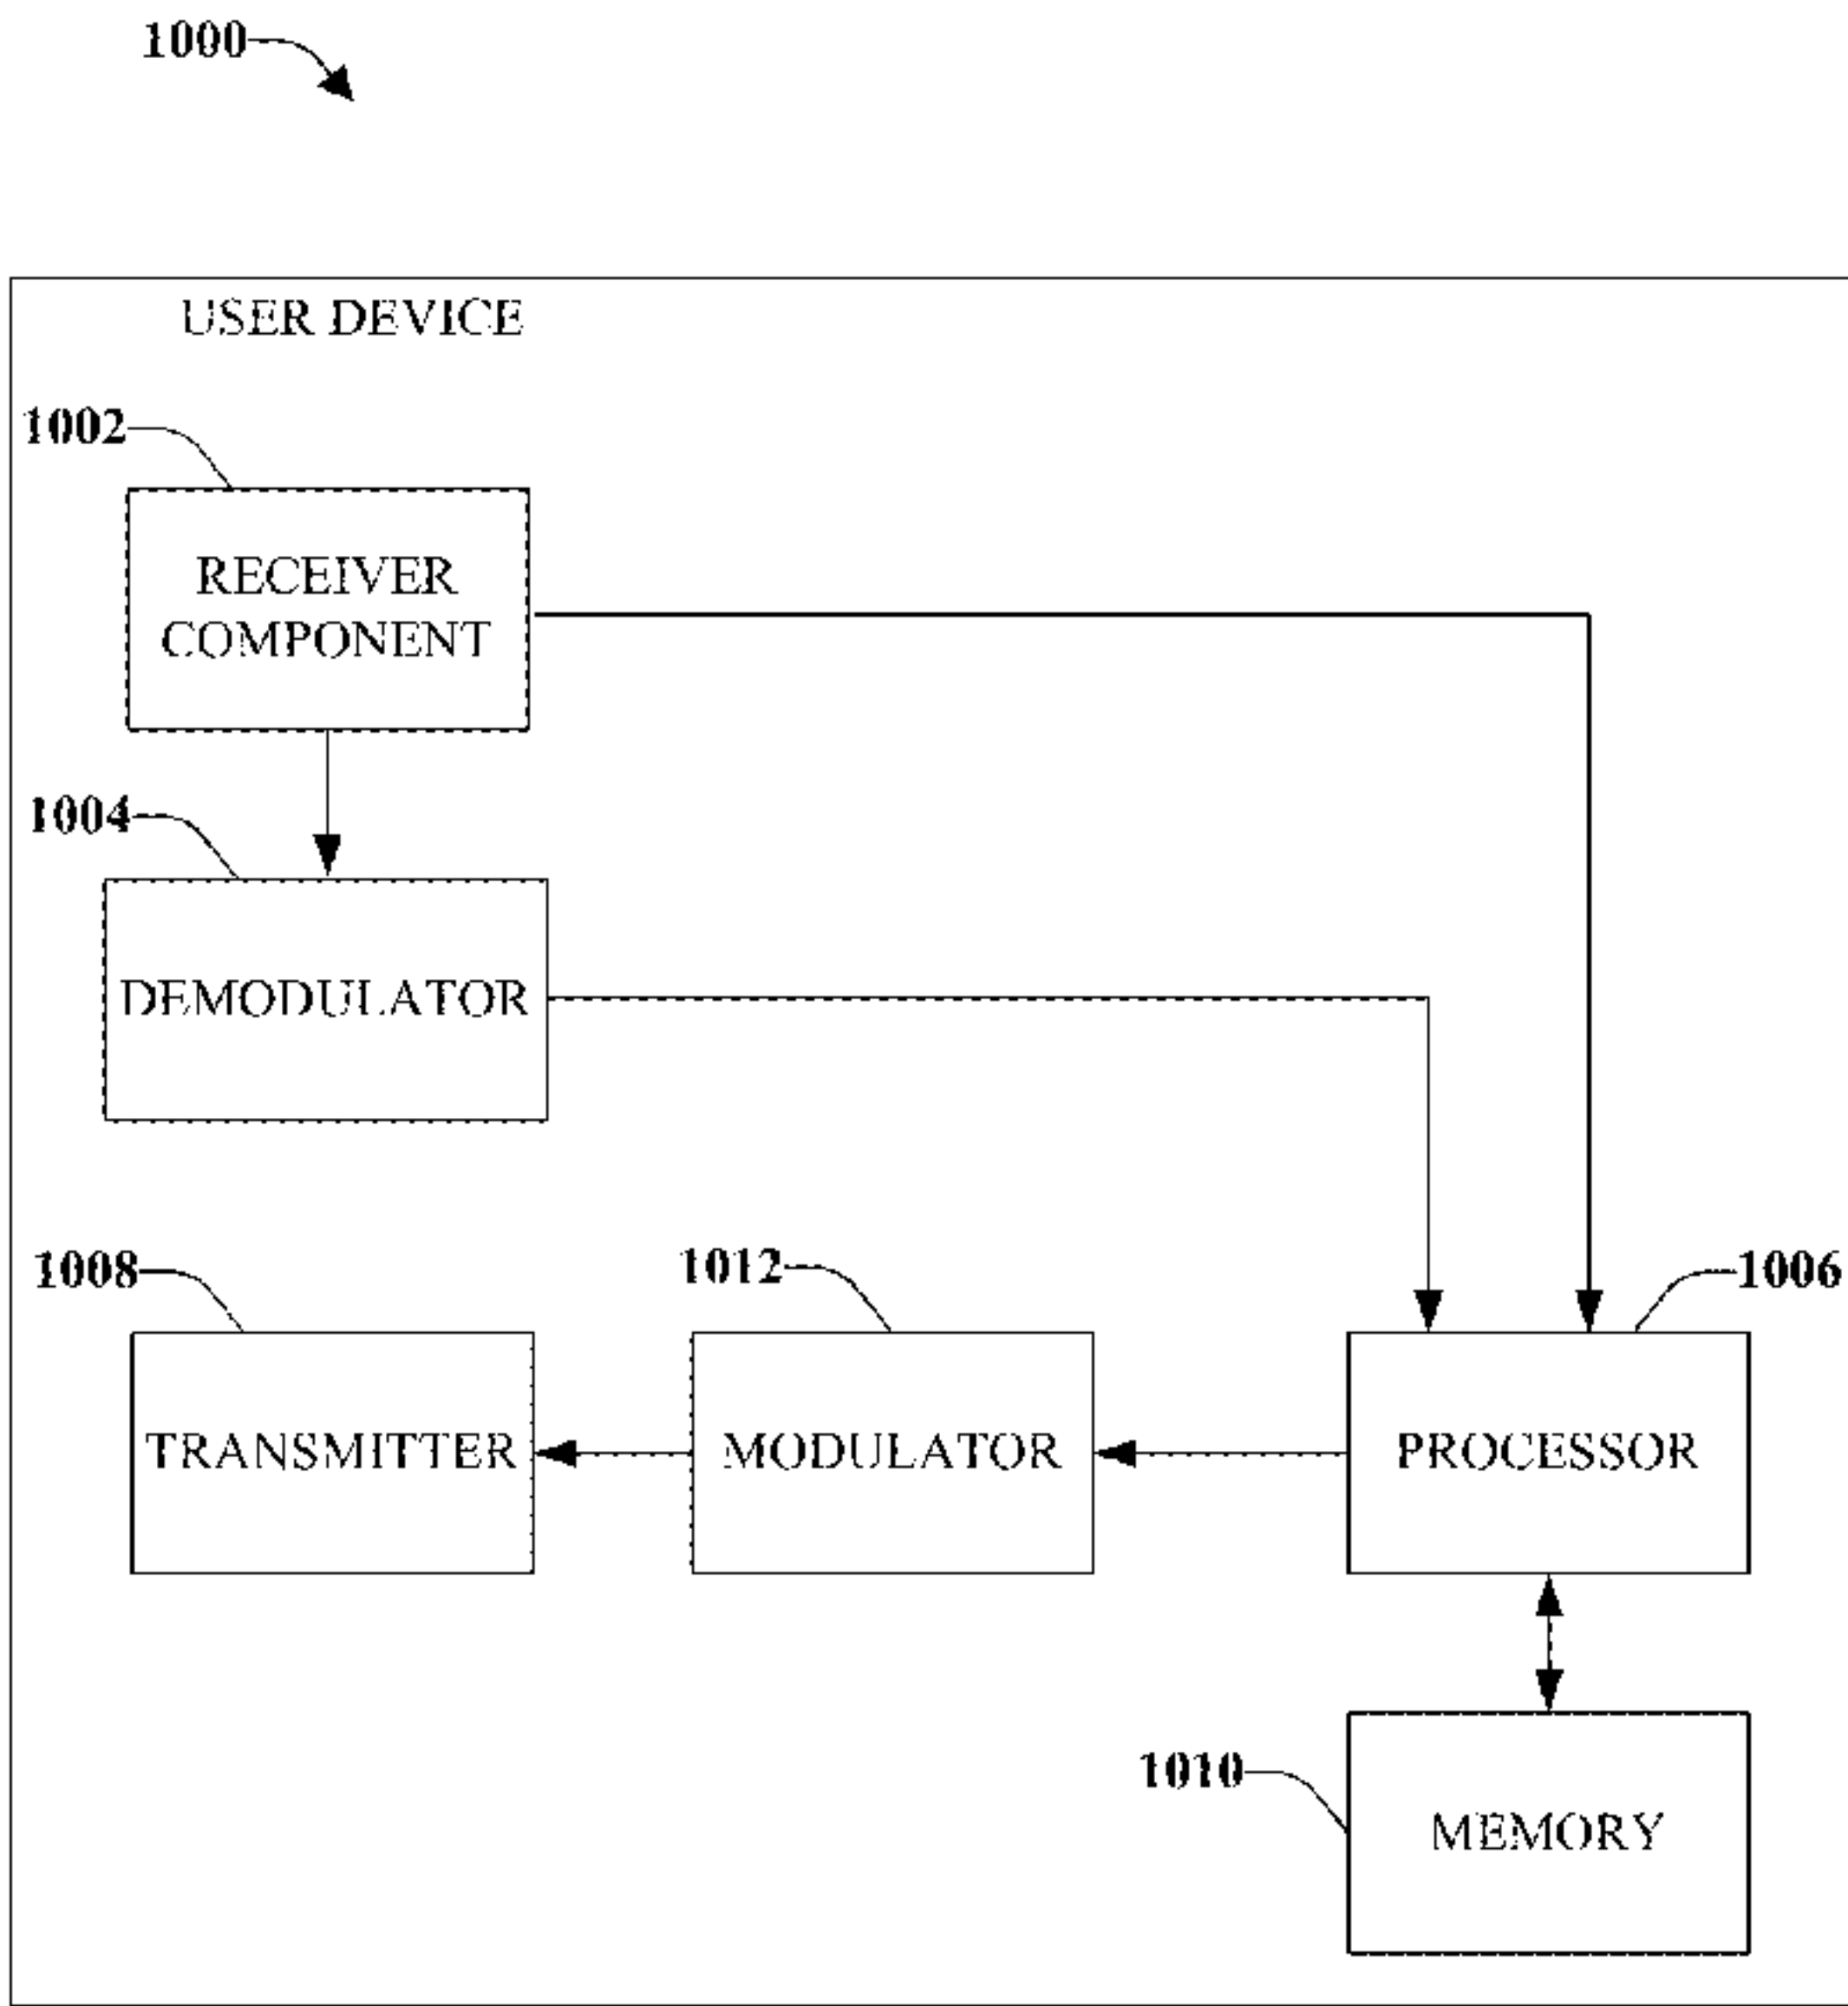 1000
USER DEVICE
1002
RECEIVER
COMPONENT
1004
DEMODULATOR
1008
1012
1006
TRANSMITTER
MODULATOR
PROCESSOR
1010
MEMORY